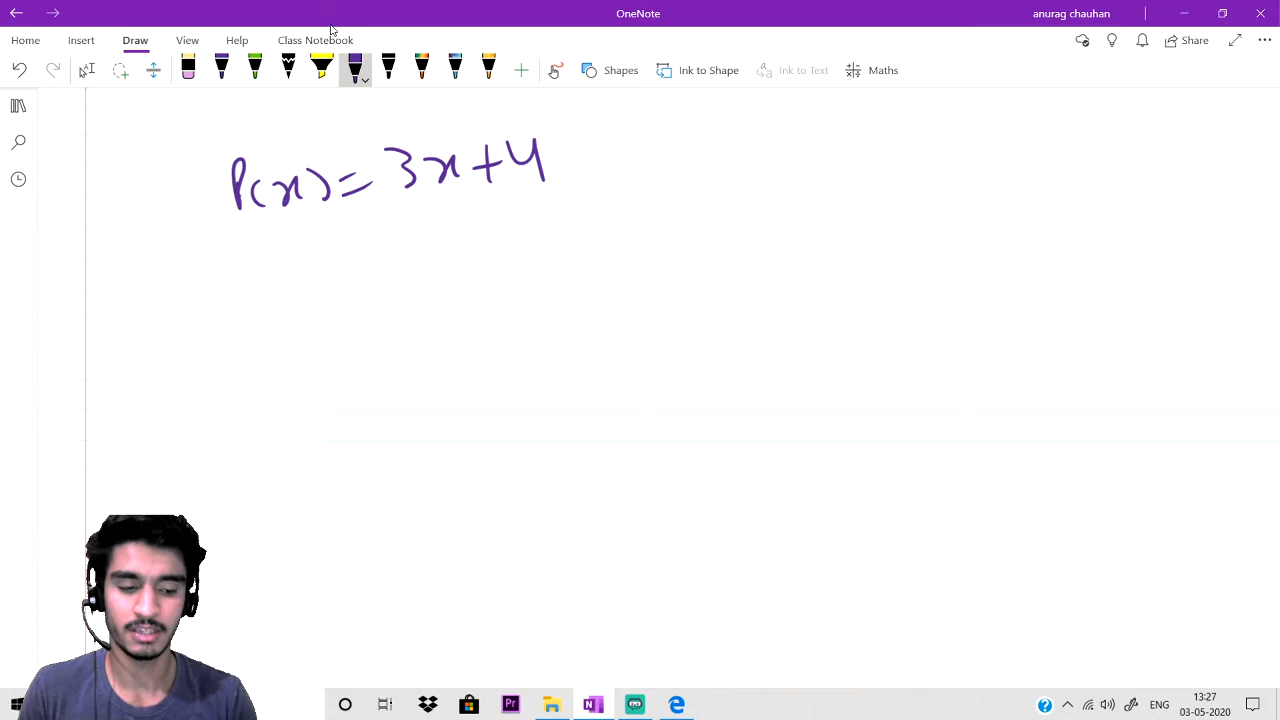 OneNote
anurag chauhan
Home Insert Draw View Help Class Notebook
Share
Shapes Ink to Shape Ink to Text Maths
P(x) = 3x+4
Pr N
ENG
13:27
03-05-2020